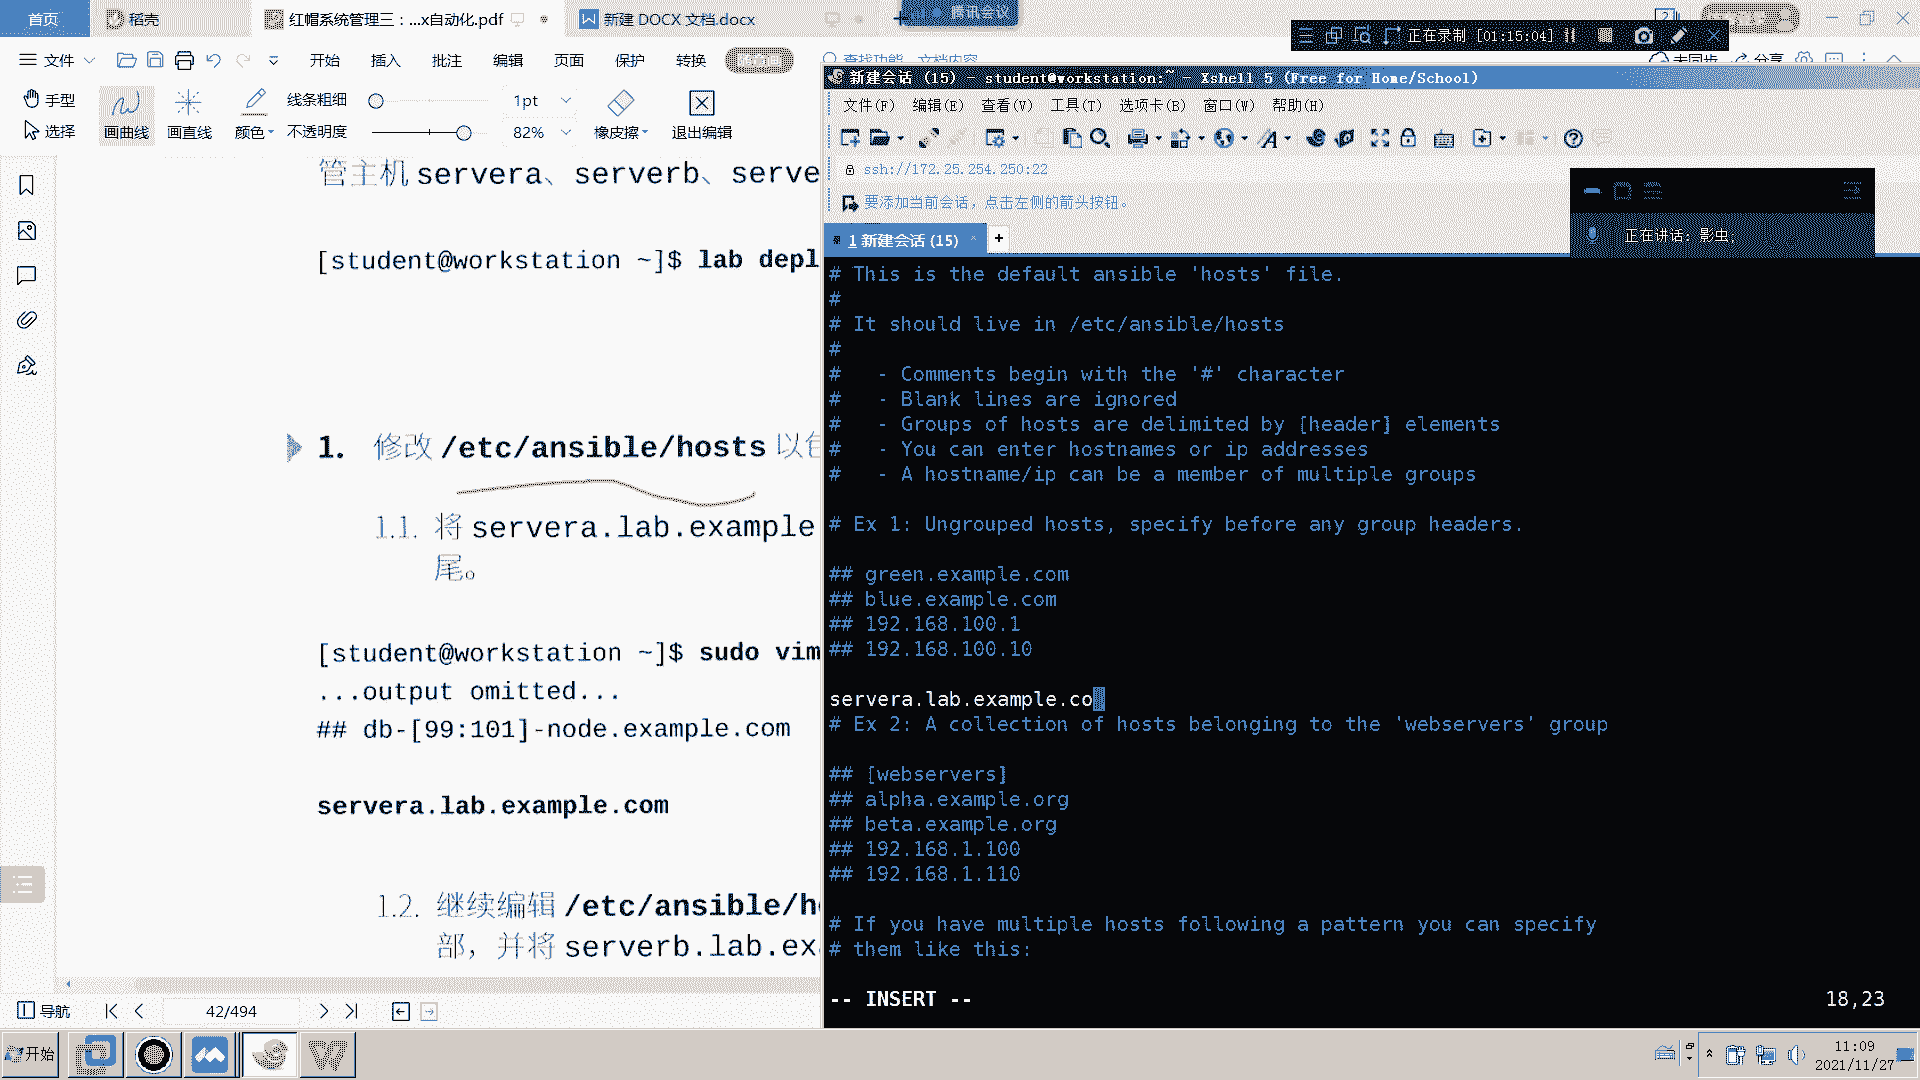 首页
稻壳
红帽系统管理三：...x自动化.pdf
新建 DOCX 文档.docx
腾讯会议
正在录制 [01:15:04]
文件
开始
插入
批注
编辑
页面
保护
转换
查找功能、文档内容
未同步
分享
手型
选择
画曲线
画直线
颜色
线条粗细
1pt
不透明度
82%
橡皮擦
退出编辑
管主机 servera、serverb、serve
[student@workstation ~]$ lab depl
1. 修改 /etc/ansible/hosts 以包
1.1. 将 servera.lab.example
尾。
[student@workstation ~]$ sudo vim
...output omitted...
## db-[99:101]-node.example.com
servera.lab.example.com
1.2. 继续编辑 /etc/ansible/h
部，并将 serverb.lab.ex
导航
42/494
新建会话 (15) - student@workstation:~ - Xshell 5 (Free for Home/School)
文件(F) 编辑(E) 查看(V) 工具(T) 选项卡(B) 窗口(W) 帮助(H)
ssh://172.25.254.250:22
要添加当前会话，点击左侧的箭头按钮。
正在讲话：影虫;
1 新建会话 (15)
# This is the default ansible 'hosts' file.
#
# It should live in /etc/ansible/hosts
#
# - Comments begin with the '#' character
# - Blank lines are ignored
# - Groups of hosts are delimited by [header] elements
# - You can enter hostnames or ip addresses
# - A hostname/ip can be a member of multiple groups
# Ex 1: Ungrouped hosts, specify before any group headers.
## green.example.com
## blue.example.com
## 192.168.100.1
## 192.168.100.10
servera.lab.example.co
# Ex 2: A collection of hosts belonging to the 'webservers' group
## [webservers]
## alpha.example.org
## beta.example.org
## 192.168.1.100
## 192.168.1.110
# If you have multiple hosts following a pattern you can specify
# them like this:
-- INSERT --
18,23
开始
11:09
2021/11/27